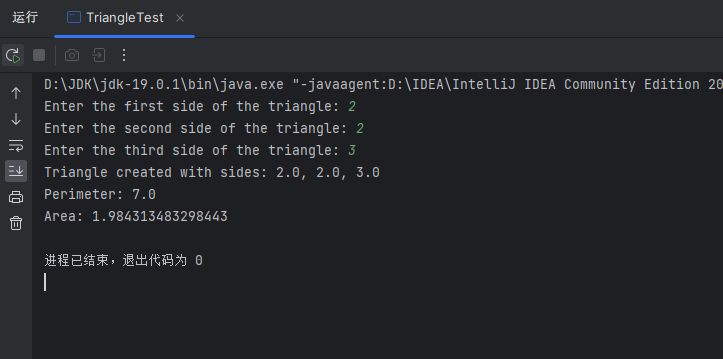 运行
TriangleTest
D:\JDK\jdk-19.0.1\bin\java.exe "-javaagent:D:\IDEA\IntelliJ IDEA Community Edition 20
Enter the first side of the triangle: 2
Enter the second side of the triangle: 2
Enter the third side of the triangle: 3
Triangle created with sides: 2.0, 2.0, 3.0
Perimeter: 7.0
Area: 1.984313483298443
进程已结束，退出代码为 0